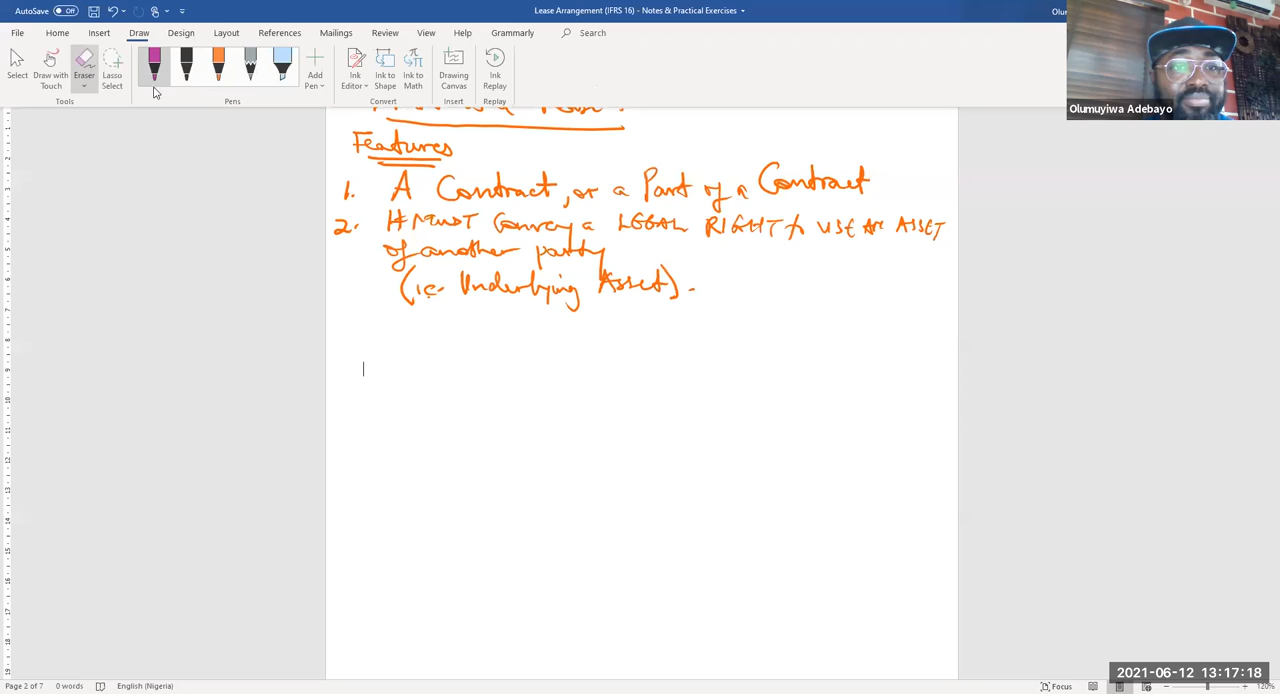 AutoSave Off
Lease Arrangement (IFRS 16) - Notes & Practical Exercises
Olu
File Home Insert Draw Design Layout References Mailings Review View Help Grammarly Search
Select Draw with Touch Eraser Lasso Select Add Pen Ink Editor Ink to Shape Ink to Math Drawing Canvas Ink Replay
Tools Pens Convert Insert Replay
Olumuyiwa Adebayo
Features
1. A Contract, or a Part of a Contract
2. It MUST Convey a LEGAL RIGHT to USE AN ASSET
of another party
(i.e. Underlying Asset).
2021-06-12 13:17:18
Page 2 of 7 0 words English (Nigeria) Focus 120%